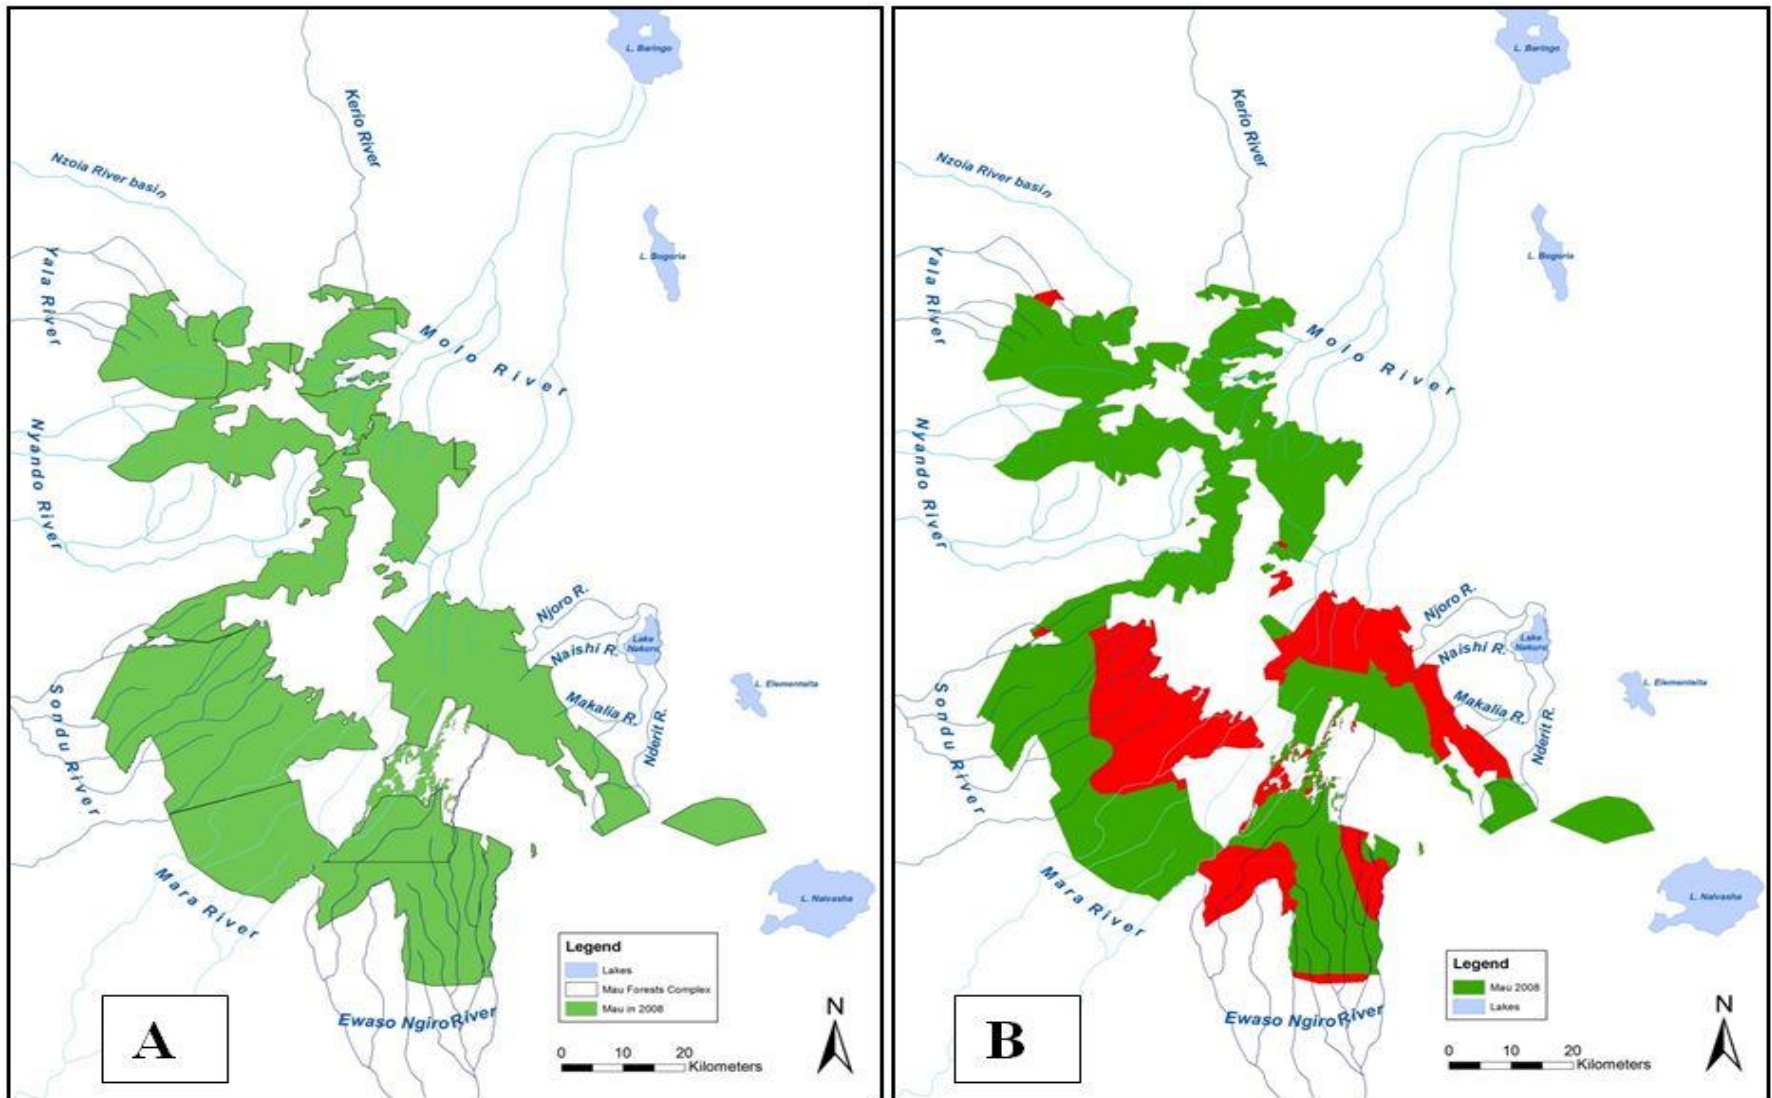 L. Baringo
Kerio River
Nzoia River basin
L. Bogoria
Yala River
Molo River
Nyando River
Njoro R.
Lake
Nakuru
Naishi R.
L. Elementeita
Sondu River
Makalia R.
Nderit R.
Mara River
L. Naivasha
Legend
Lakes
Mau Forests Complex
Mau in 2008
Ewaso Ngiro River
A
N
0 10 20
Kilometers
L. Baringo
Kerio River
Nzoia River basin
L. Bogoria
Yala River
Molo River
Nyando River
Njoro R.
Lake
Nakuru
Naishi R.
L. Elementeita
Sondu River
Makalia R.
Nderit R.
Mara River
L. Naivasha
Legend
Mau 2008
Lakes
Ewaso Ngiro River
B
N
0 10 20
Kilometers